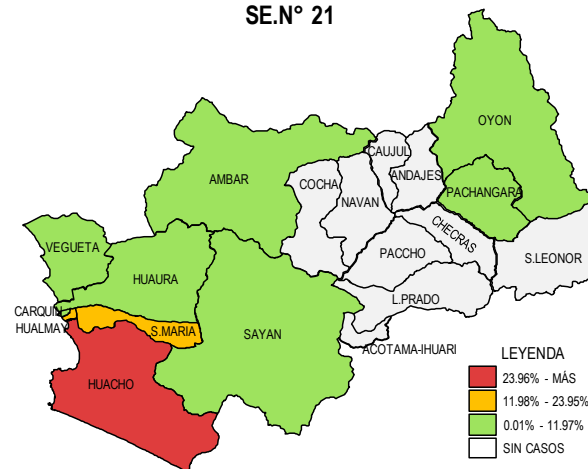 SE.N° 21
OYON
CAUJUL
ANDAJES
AMBAR
COCHA
NAVAN
PACHANGARA
CHECRAS
VEGUETA
PACCHO
S.LEONOR
HUAURA
L.PRADO
CARQUIN
HUALMAY
S.MARIA
SAYAN
ACOTAMA-IHUARI
HUACHO
LEYENDA
23.96% - MÁS
11.98% - 23.95%
0.01% - 11.97%
SIN CASOS